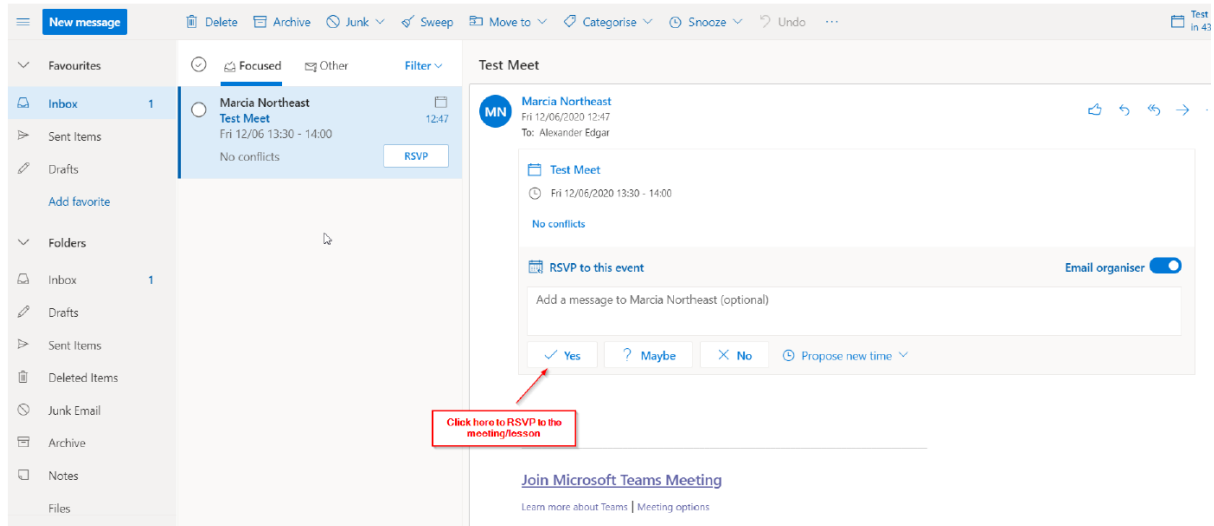 New message
Delete Archive Junk Sweep Move to Categorise Snooze Undo ...
Test
in 43
Favourites
Inbox 1
Sent Items
Drafts
Add favorite
Folders
Inbox 1
Drafts
Sent Items
Deleted Items
Junk Email
Archive
Notes
Files
Focused Other Filter
Marcia Northeast
Test Meet 12:47
Fri 12/06 13:30 - 14:00
No conflicts RSVP
Test Meet
MN
Marcia Northeast
Fri 12/06/2020 12:47
To: Alexander Edgar
Test Meet
Fri 12/06/2020 13:30 - 14:00
No conflicts
RSVP to this event Email organiser
Add a message to Marcia Northeast (optional)
Yes ? Maybe No Propose new time
Click here to RSVP to the
meeting/lesson
Join Microsoft Teams Meeting
Learn more about Teams | Meeting options